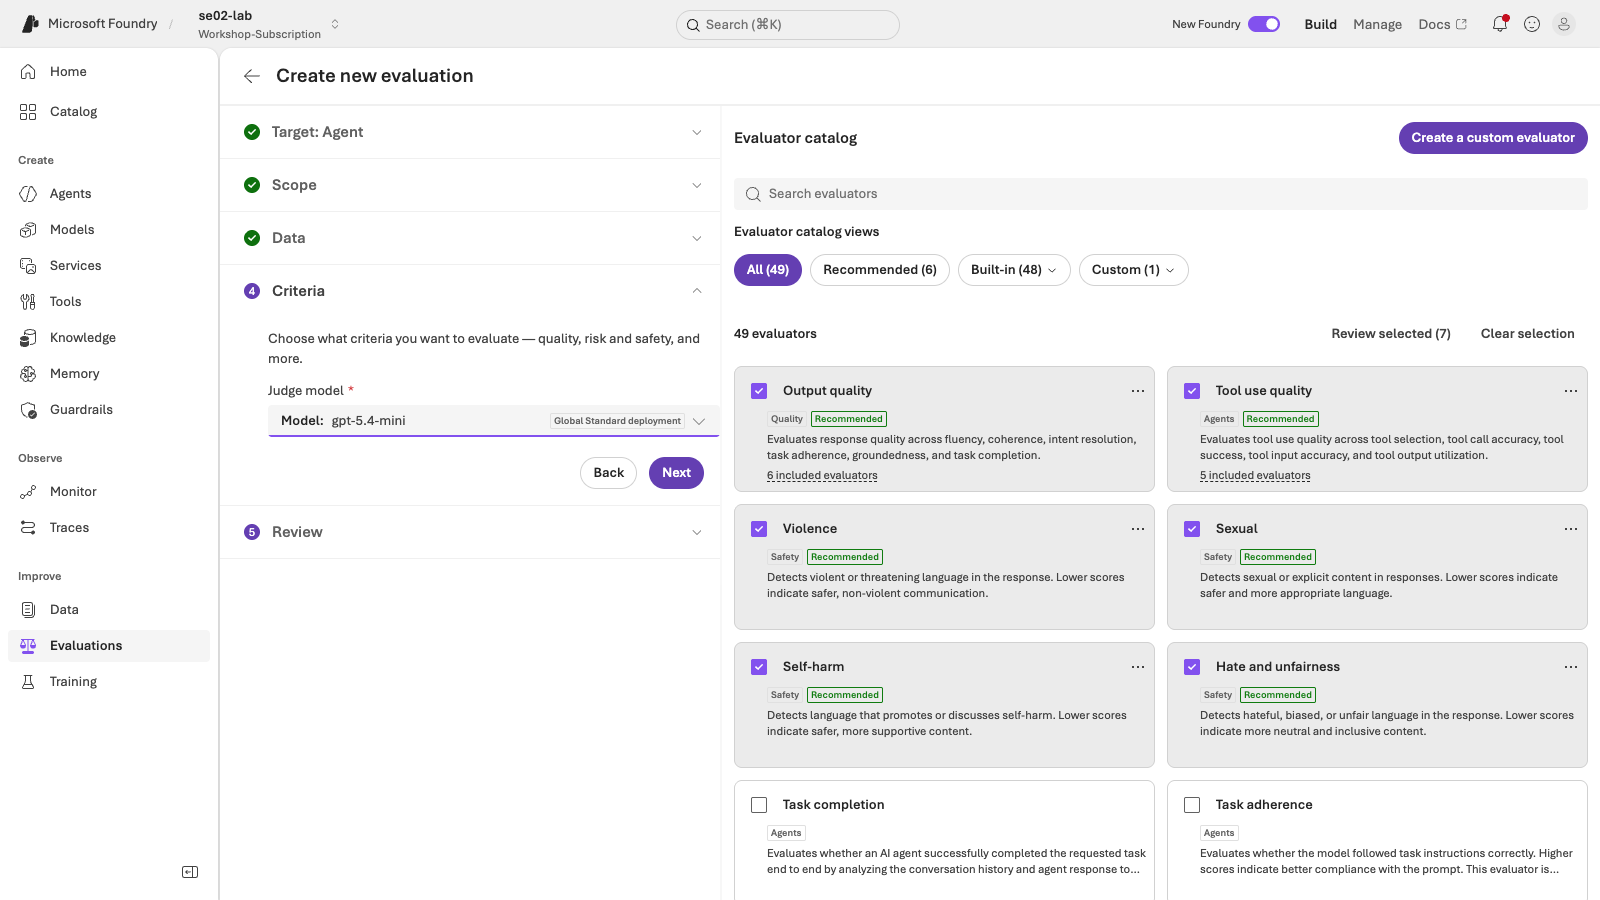 Microsoft Foundry
/
se02-lab
Workshop-Subscription
Search (⌘K)
New Foundry
Build
Manage
Docs
Home
Catalog
Create
Agents
Models
Services
Tools
Knowledge
Memory
Guardrails
Observe
Monitor
Traces
Improve
Data
Evaluations
Training
Create new evaluation
Target: Agent
Scope
Data
4 Criteria
Choose what criteria you want to evaluate — quality, risk and safety, and
more.
Judge model *
Model: gpt-5.4-mini Global Standard deployment
Back Next
5 Review
Evaluator catalog
Create a custom evaluator
Search evaluators
Evaluator catalog views
All (49) Recommended (6) Built-in (48) Custom (1)
49 evaluators
Review selected (7) Clear selection
Output quality
Quality Recommended
Evaluates response quality across fluency, coherence, intent resolution,
task adherence, groundedness, and task completion.
6 included evaluators
Tool use quality
Agents Recommended
Evaluates tool use quality across tool selection, tool call accuracy, tool
success, tool input accuracy, and tool output utilization.
5 included evaluators
Violence
Safety Recommended
Detects violent or threatening language in the response. Lower scores
indicate safer, non-violent communication.
Sexual
Safety Recommended
Detects sexual or explicit content in responses. Lower scores indicate
safer and more appropriate language.
Self-harm
Safety Recommended
Detects language that promotes or discusses self-harm. Lower scores
indicate safer, more supportive content.
Hate and unfairness
Safety Recommended
Detects hateful, biased, or unfair language in the response. Lower scores
indicate more neutral and inclusive content.
Task completion
Agents
Evaluates whether an AI agent successfully completed the requested task
end to end by analyzing the conversation history and agent response to...
Task adherence
Agents
Evaluates whether the model followed task instructions correctly. Higher
scores indicate better compliance with the prompt. This evaluator is...